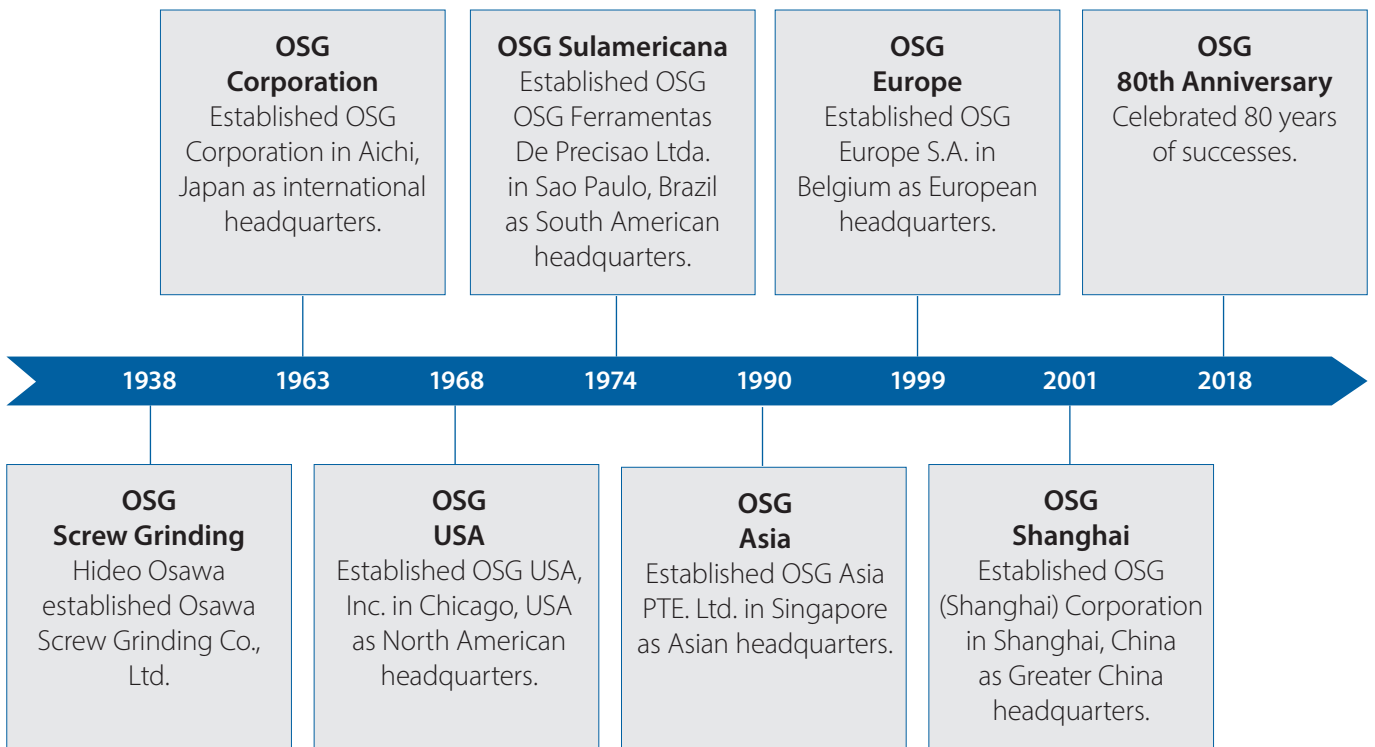 OSG
Corporation
Established OSG
Corporation in Aichi,
Japan as international
headquarters.
OSG Sulamericana
Established OSG
OSG Ferramentas
De Precisao Ltda.
in Sao Paulo, Brazil
as South American
headquarters.
OSG
Europe
Established OSG
Europe S.A. in
Belgium as European
headquarters.
OSG
80th Anniversary
Celebrated 80 years
of successes.
1938
1963
1968
1974
1990
1999
2001
2018
OSG
Screw Grinding
Hideo Osawa
established Osawa
Screw Grinding Co.,
Ltd.
OSG
USA
Established OSG USA,
Inc. in Chicago, USA
as North American
headquarters.
OSG
Asia
Established OSG Asia
PTE. Ltd. in Singapore
as Asian headquarters.
OSG
Shanghai
Established OSG
(Shanghai) Corporation
in Shanghai, China
as Greater China
headquarters.